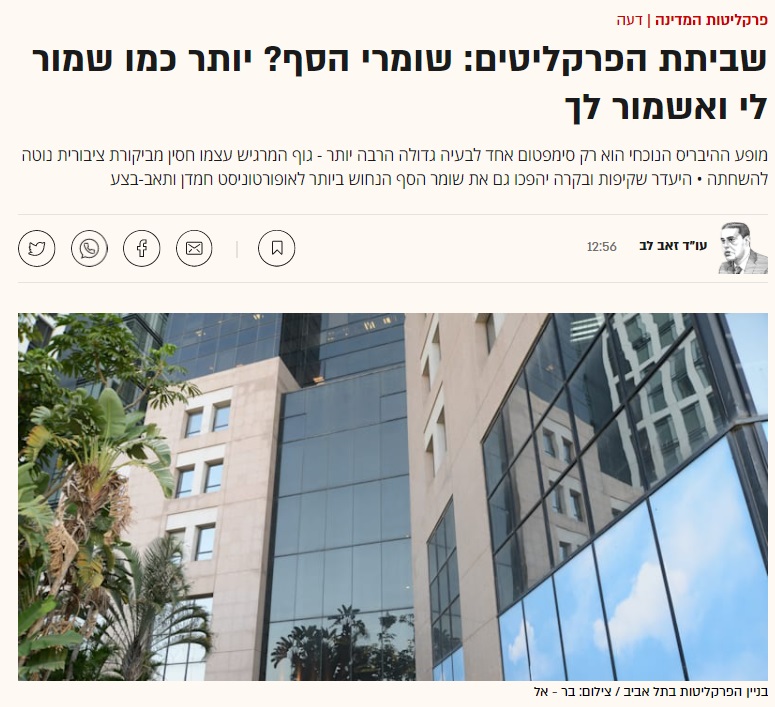 פרקליטות המדינה | דעה
שביתת הפרקליטים: שומרי הסף? יותר כמו שמור
לי ואשמור לך
מופע ההיבריס הנוכחי הוא רק סימפטום אחד לבעיה גדולה הרבה יותר - גוף המרגיש עצמו חסין מביקורת ציבורית נוטה
להשחתה • היעדר שקיפות ובקרה יהפכו גם את שומר הסף הנחוש ביותר לאופורטוניסט חמדן ותאב-בצע
עו"ד זאב לב 12:56
בניין הפרקליטות בתל אביב / צילום: בר - אל